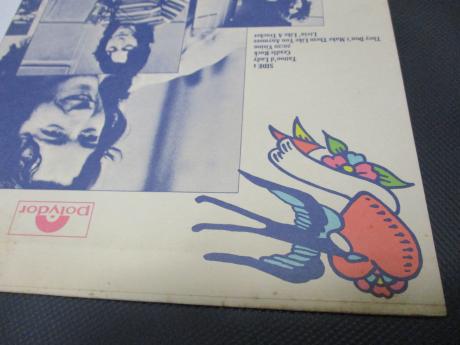 SIDE 1
Tattoo'd Lady
Cradle Rock
20/20 Vision
They Don't Make Them Like You Anymore
Livin' Like A Trucker
polydor